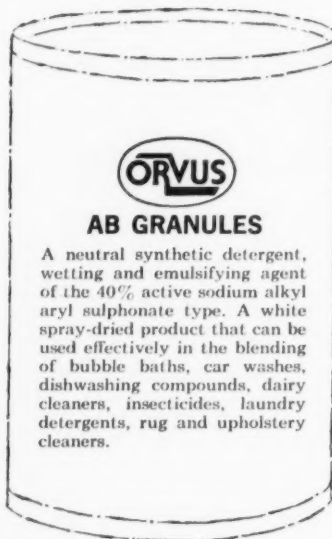 ORVUS
AB GRANULES
A neutral synthetic detergent,
wetting and emulsifying agent
of the 40% active sodium alkyl
aryl sulphonate type. A white
spray-dried product that can be
used effectively in the blending
of bubble baths, car washes,
dishwashing compounds, dairy
cleaners, insecticides, laundry
detergents, rug and upholstery
cleaners.